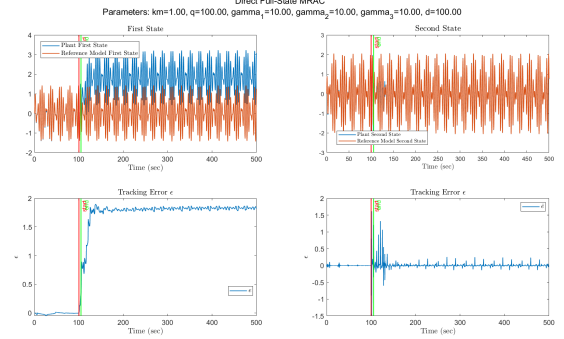 Direct Full-State MRAC
Parameters: km=1.00, q=100.00, gamma1=10.00, gamma2=10.00, gamma3=10.00, d=100.00
First State
4
3
2
1
0
-1
-2
Plant First State
Reference Model First State
0 100 200 300 400 500
Time (sec)
Second State
3
2
1
0
-1
-2
-3
Plant Second State
Reference Model Second State
0 50 100 150 200 250 300 350 400 450 500
Time (sec)
Tracking Error ϵ
2
1.5
1
0.5
0
ϵ
ϵ
0 100 200 300 400 500
Time (sec)
Tracking Error ϵ
2
1.5
1
0.5
0
-0.5
-1
-1.5
ϵ
0 100 200 300 400 500
Time (sec)